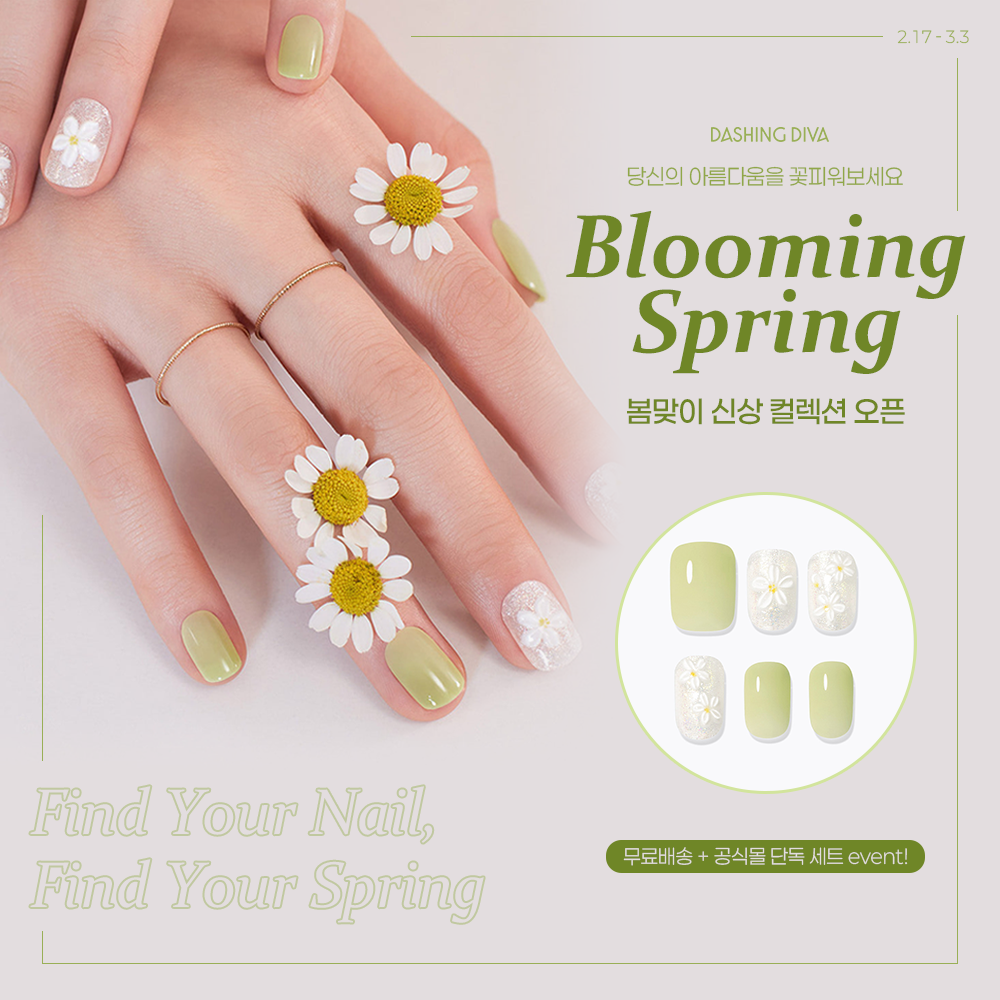 2.17 - 3.3
DASHING DIVA
당신의 아름다움을 꽃피워보세요
Blooming
Spring
봄맞이 신상 컬렉션 오픈
무료배송 + 공식몰 단독 세트 event!
Find Your Nail,
Find Your Spring